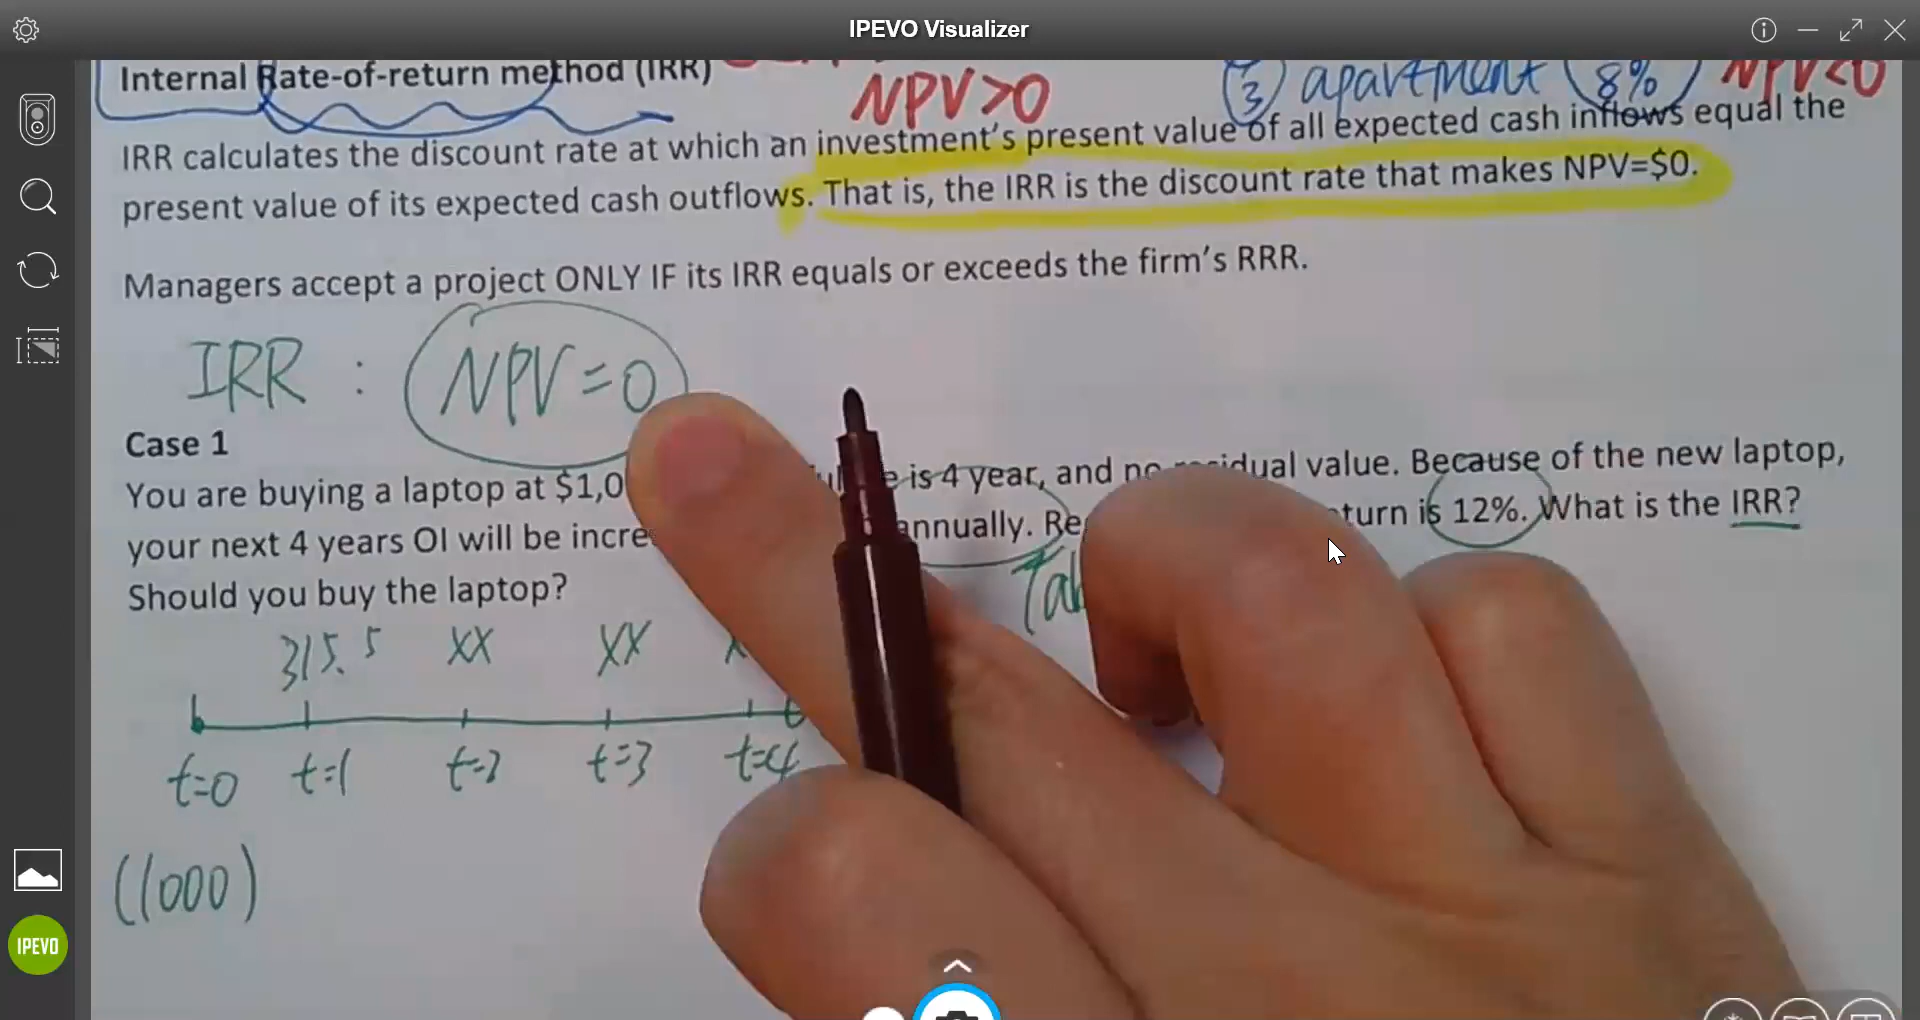 IPEVO Visualizer
Internal Rate-of-return method (IRR)
NPV>0
3 apartment 8% NPV<0
IRR calculates the discount rate at which an investment's present value of all expected cash inflows equal the
present value of its expected cash outflows. That is, the IRR is the discount rate that makes NPV=$0.
Managers accept a project ONLY IF its IRR equals or exceeds the firm's RRR.
IRR : NPV=0
Case 1
You are buying a laptop at $1,0 is 4 year, and no value. Because of the new laptop,
your next 4 years OI will be annually. is 12%. What is the IRR?
Should you buy the laptop?
315.5 XX XX
t=0 t=1 t=2 t=3 t=4
(1000)
IPEVO